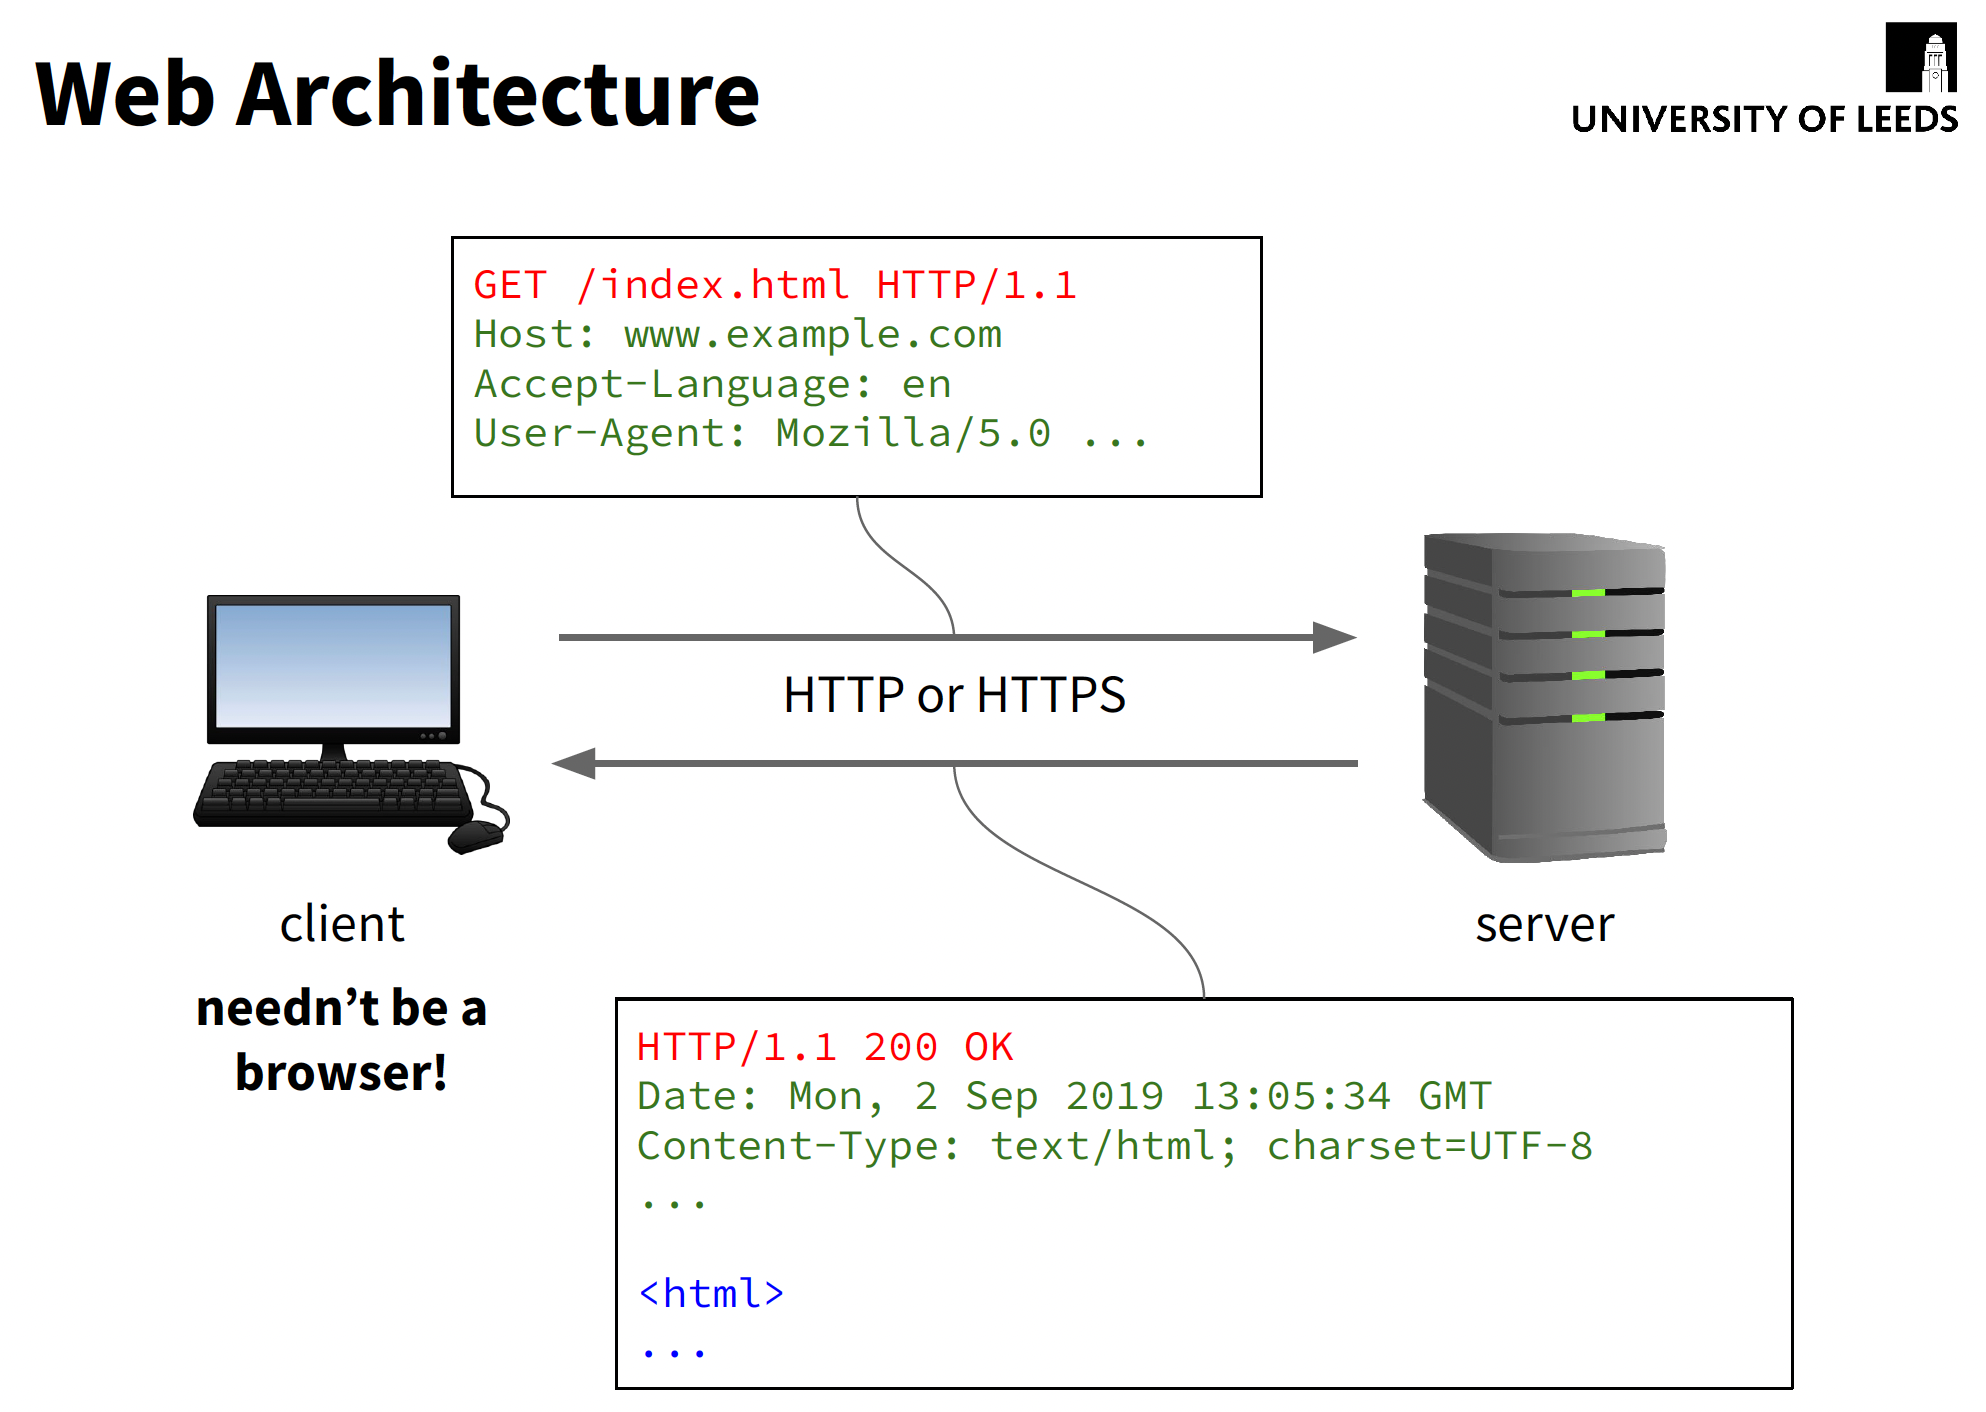 Web Architecture
UNIVERSITY OF LEEDS
GET /index.html HTTP/1.1
Host: www.example.com
Accept-Language: en
User-Agent: Mozilla/5.0 ...
HTTP or HTTPS
client
needn’t be a
browser!
server
HTTP/1.1 200 OK
Date: Mon, 2 Sep 2019 13:05:34 GMT
Content-Type: text/html; charset=UTF-8
...
<html>
...